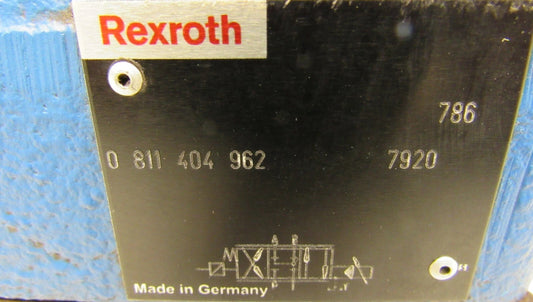 Rexroth
786
0 811 404 962 7920
Made in Germany